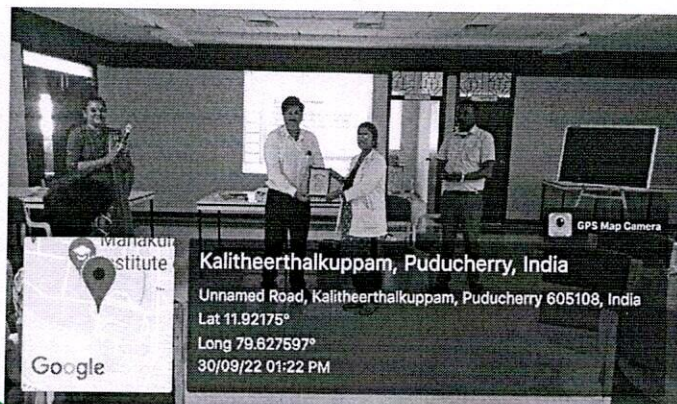 GPS Map Camera
stitute
Google
Kalitheerthalkuppam, Puducherry, India
Unnamed Road, Kalitheerthalkuppam, Puducherry 605108, India
Lat 11.92175°
Long 79.627597°
30/09/22 01:22 PM